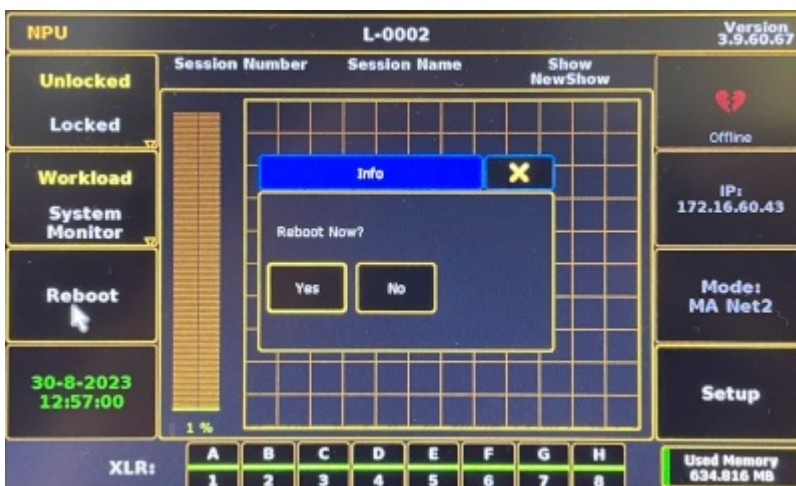 NPU
L-0002
Version
3.9.60.67
Unlocked
Locked
Session Number Session Name Show
NewShow
Offline
Workload
System
Monitor
Info
IP:
172.16.60.43
Reboot Now?
Yes No
Reboot
Mode:
MA Net2
30-8-2023
12:57:00
Setup
1 %
XLR:
A B C D E F G H
1 2 3 4 5 6 7 8
Used Memory
634.816 MB